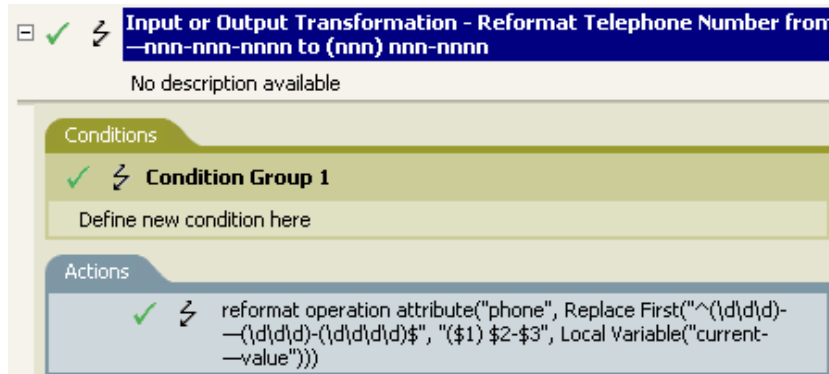 Input or Output Transformation - Reformat Telephone Number from
—nnn-nnn-nnnn to (nnn) nnn-nnnn
No description available
Conditions
Condition Group 1
Define new condition here
Actions
reformat operation attribute("phone", Replace First("^(\d\d\d)-
—(\d\d\d)-(\d\d\d\d)$", "($1) $2-$3", Local Variable("current-
—value")))